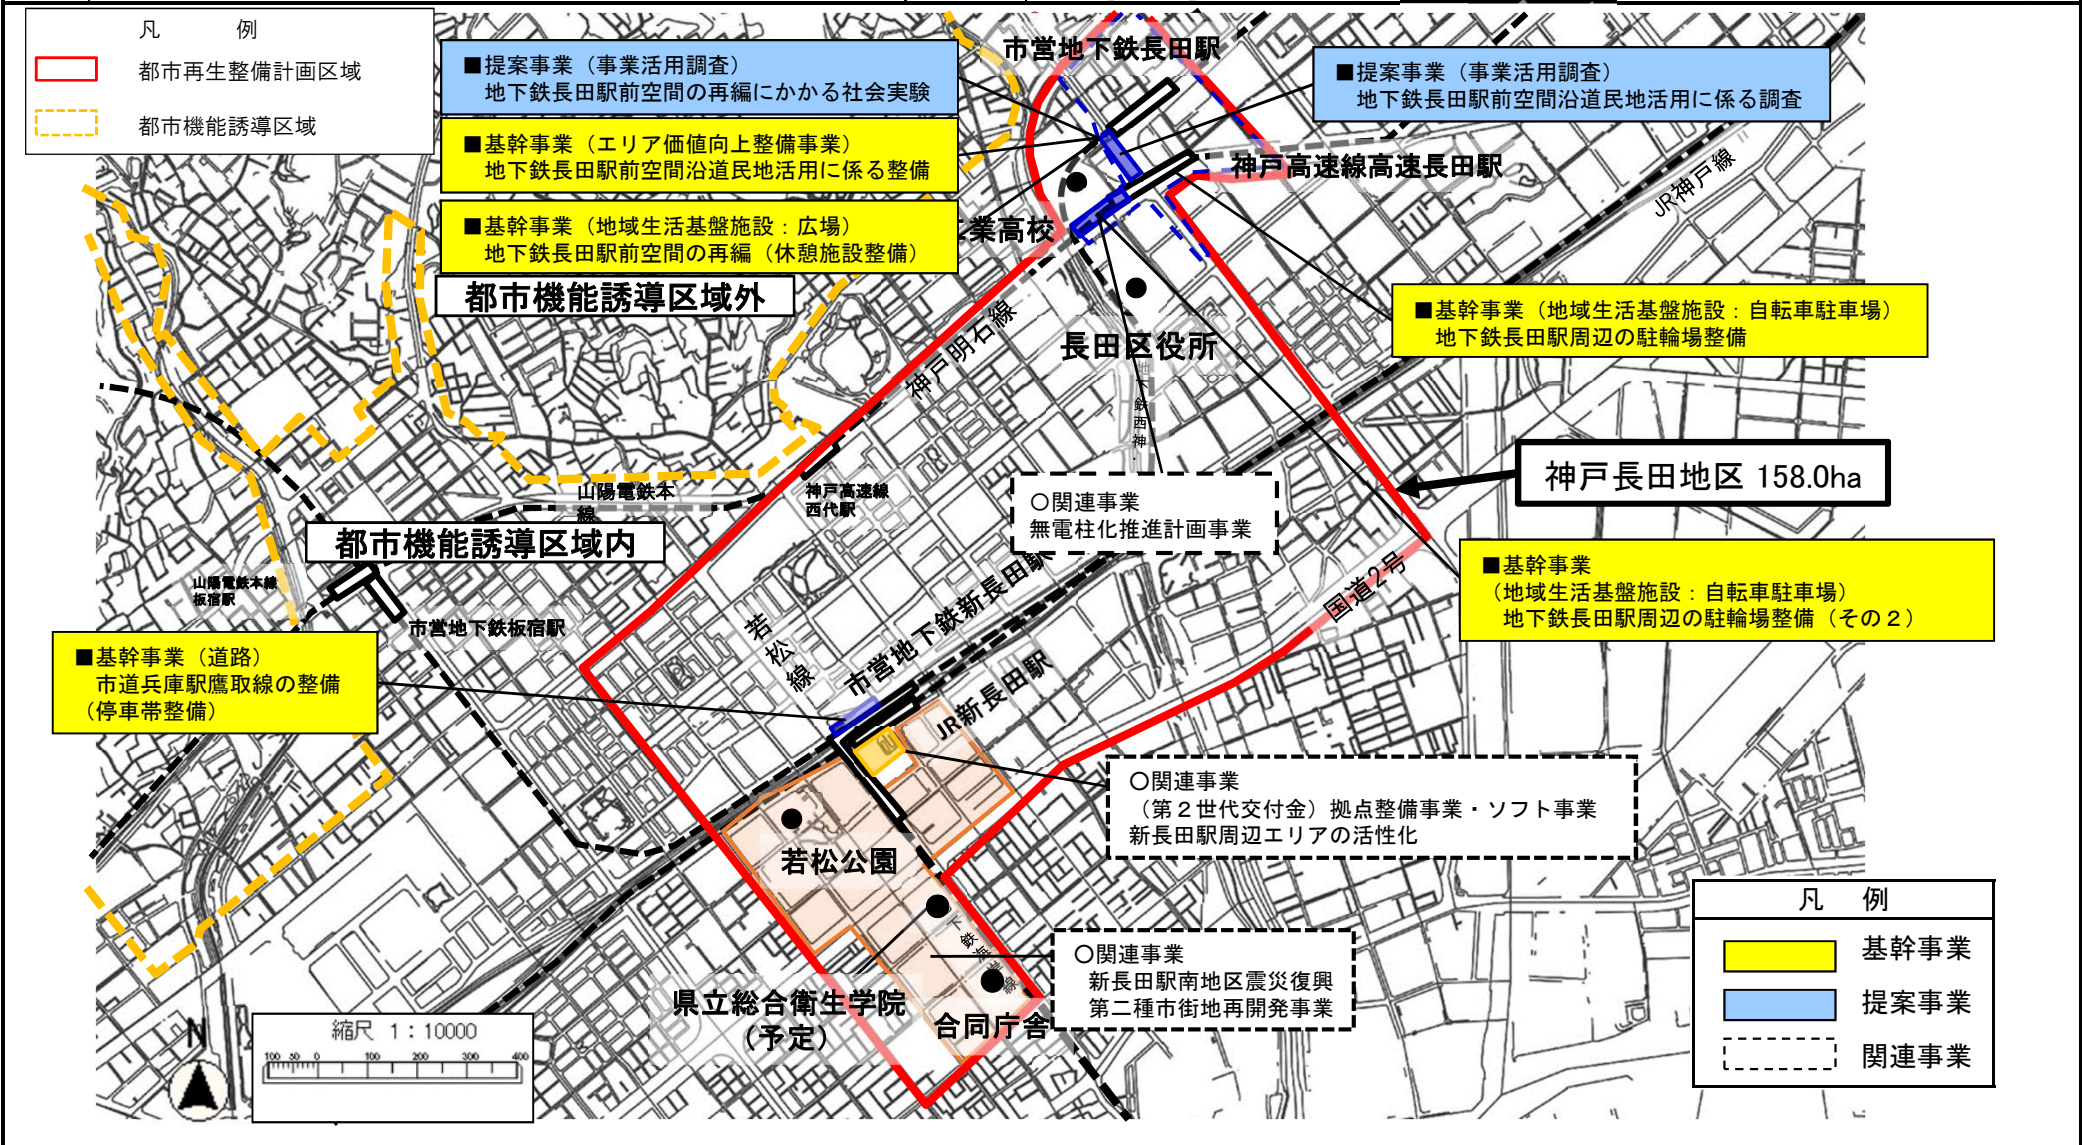 凡　例
都市再生整備計画区域
都市機能誘導区域
■提案事業（事業活用調査）
地下鉄長田駅前空間の再編にかかる社会実験
■基幹事業（エリア価値向上整備事業）
地下鉄長田駅前空間沿道民地活用に係る整備
■基幹事業（地域生活基盤施設：広場）
地下鉄長田駅前空間の再編（休憩施設整備）
都市機能誘導区域外
市営地下鉄長田駅
■提案事業（事業活用調査）
地下鉄長田駅前空間沿道民地活用に係る調査
神戸高速線高速長田駅
JR神戸線
業高校
長田区役所
■基幹事業（地域生活基盤施設：自転車駐車場）
地下鉄長田駅周辺の駐輪場整備
神戸明石線
鉄西神
山陽電鉄本
線
神戸高速線
西代駅
○関連事業
無電柱化推進計画事業
神戸長田地区 158.0ha
都市機能誘導区域内
山陽電鉄本線
板宿駅
市営地下鉄板宿駅
国道2号
■基幹事業
（地域生活基盤施設：自転車駐車場）
地下鉄長田駅周辺の駐輪場整備（その２）
■基幹事業（道路）
市道兵庫駅鷹取線の整備
（停車帯整備）
若松線
市営地下鉄新長田駅
JR新長田駅
○関連事業
（第２世代交付金）拠点整備事業・ソフト事業
新長田駅周辺エリアの活性化
若松公園
下鉄海岸線
○関連事業
新長田駅南地区震災復興
第二種市街地再開発事業
県立総合衛生学院
（予定）
合同庁舎
N
縮尺 1：10000
100 50 0 100 200 300 400
凡　例
基幹事業
提案事業
関連事業